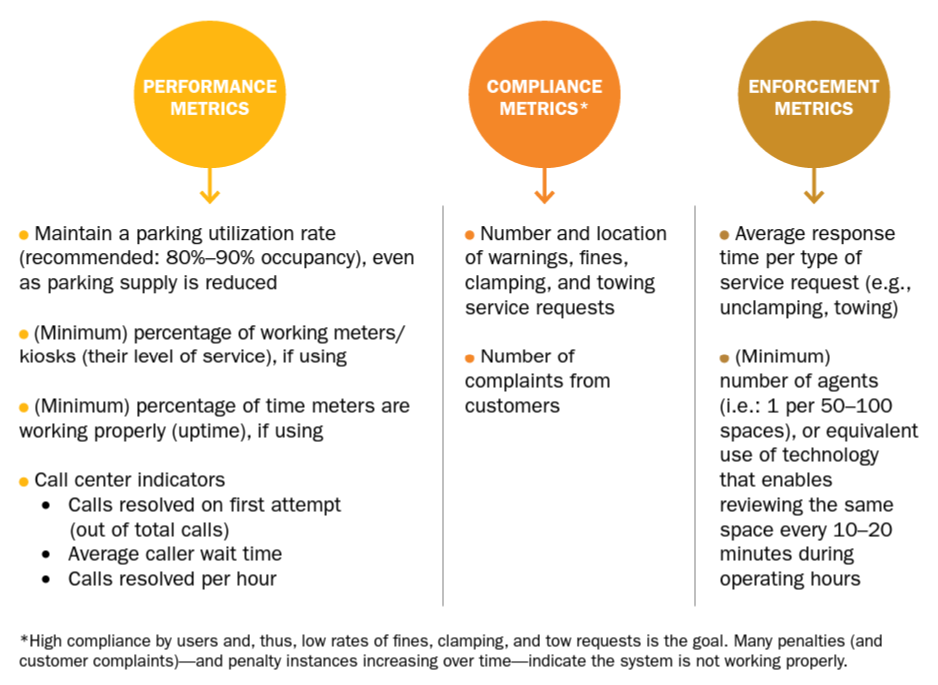 PERFORMANCE
METRICS
• Maintain a parking utilization rate
(recommended: 80%–90% occupancy), even
as parking supply is reduced
• (Minimum) percentage of working meters/
kiosks (their level of service), if using
• (Minimum) percentage of time meters are
working properly (uptime), if using
• Call center indicators
• Calls resolved on first attempt
(out of total calls)
• Average caller wait time
• Calls resolved per hour
COMPLIANCE
METRICS*
• Number and location
of warnings, fines,
clamping, and towing
service requests
• Number of
complaints from
customers
ENFORCEMENT
METRICS
• Average response
time per type of
service request (e.g.,
unclamping, towing)
• (Minimum)
number of agents
(i.e.: 1 per 50–100
spaces), or equivalent
use of technology
that enables
reviewing the same
space every 10–20
minutes during
operating hours
*High compliance by users and, thus, low rates of fines, clamping, and tow requests is the goal. Many penalties (and
customer complaints)—and penalty instances increasing over time—indicate the system is not working properly.